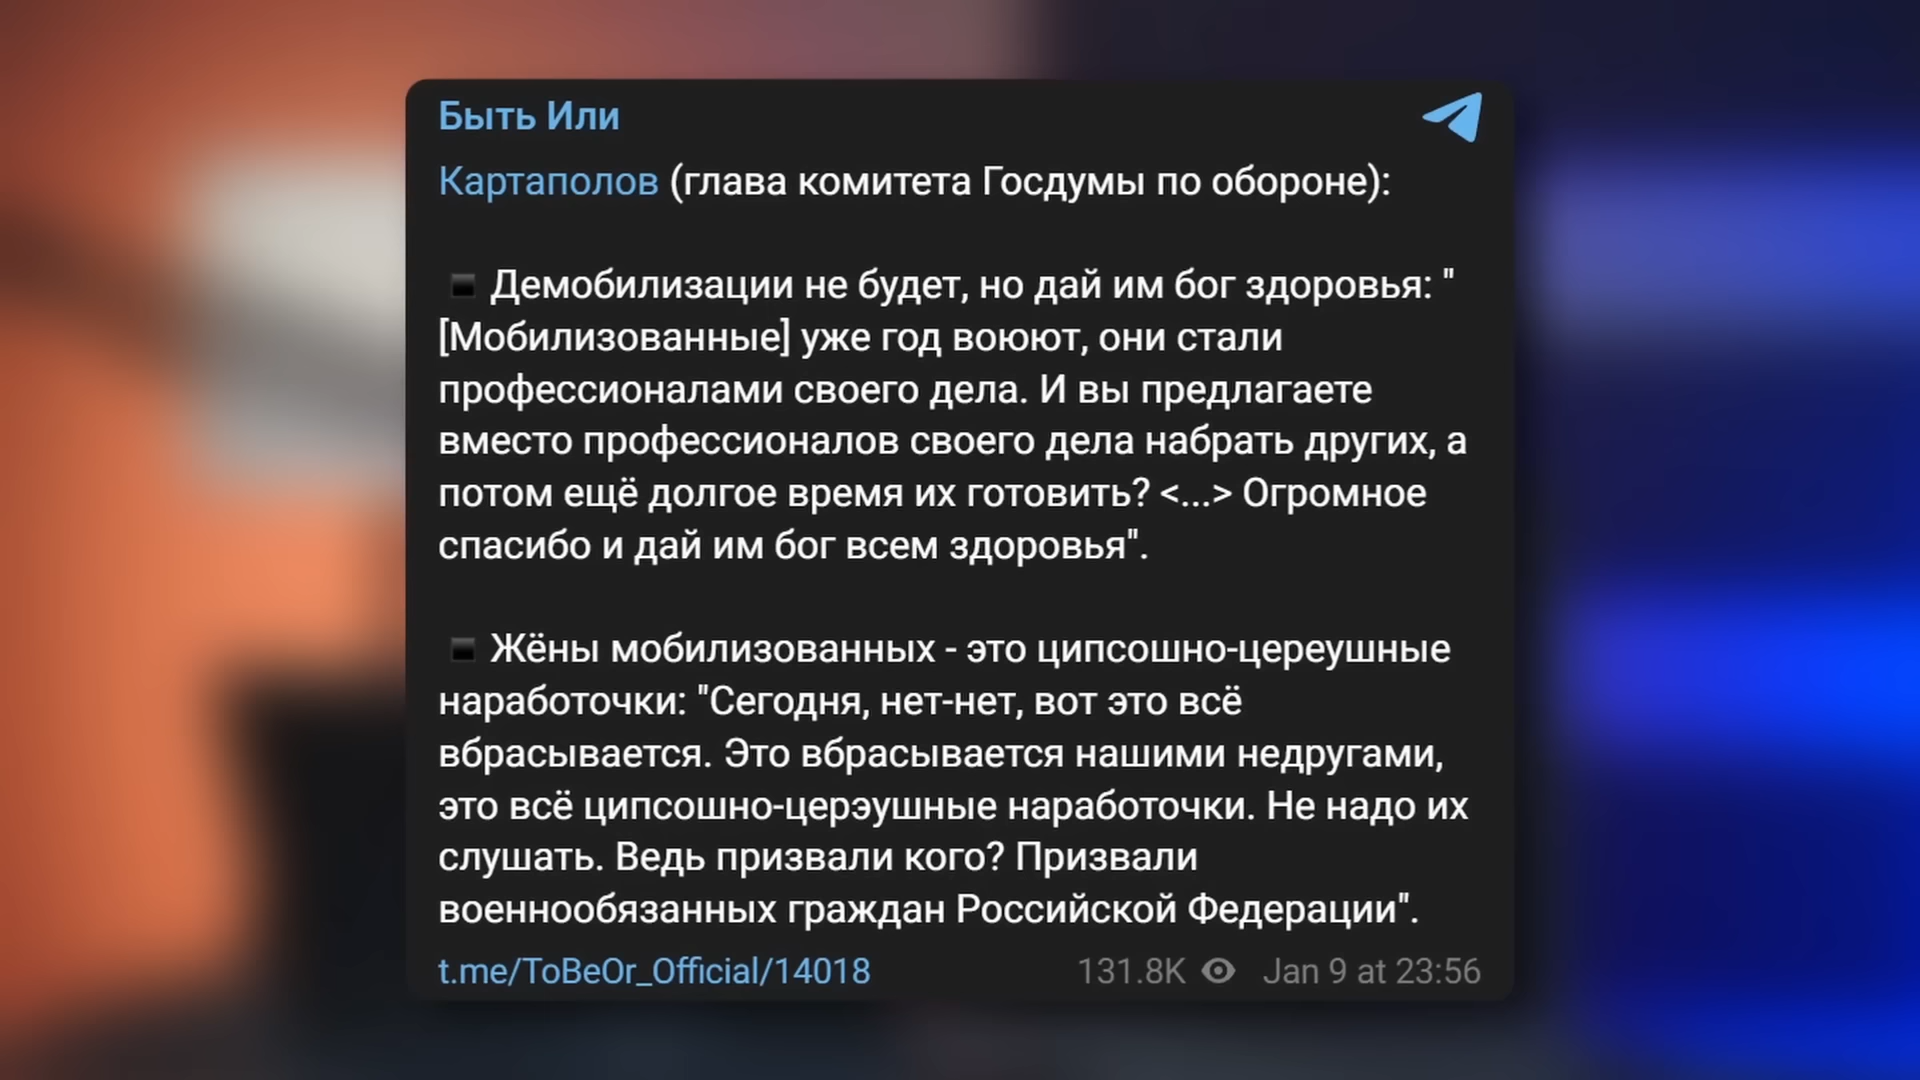 Быть Или
Картаполов (глава комитета Госдумы по обороне):
▪️Демобилизации не будет, но дай им бог здоровья: "
[Мобилизованные] уже год воюют, они стали
профессионалами своего дела. И вы предлагаете
вместо профессионалов своего дела набрать других, а
потом ещё долгое время их готовить? <...> Огромное
спасибо и дай им бог всем здоровья".
▪️Жёны мобилизованных - это ципсошно-цереушные
наработочки: "Сегодня, нет-нет, вот это всё
вбрасывается. Это вбрасывается нашими недругами,
это всё ципсошно-церэушные наработочки. Не надо их
слушать. Ведь призвали кого? Призвали
военнообязанных граждан Российской Федерации".
t.me/ToBeOr_Official/14018 131.8K Jan 9 at 23:56